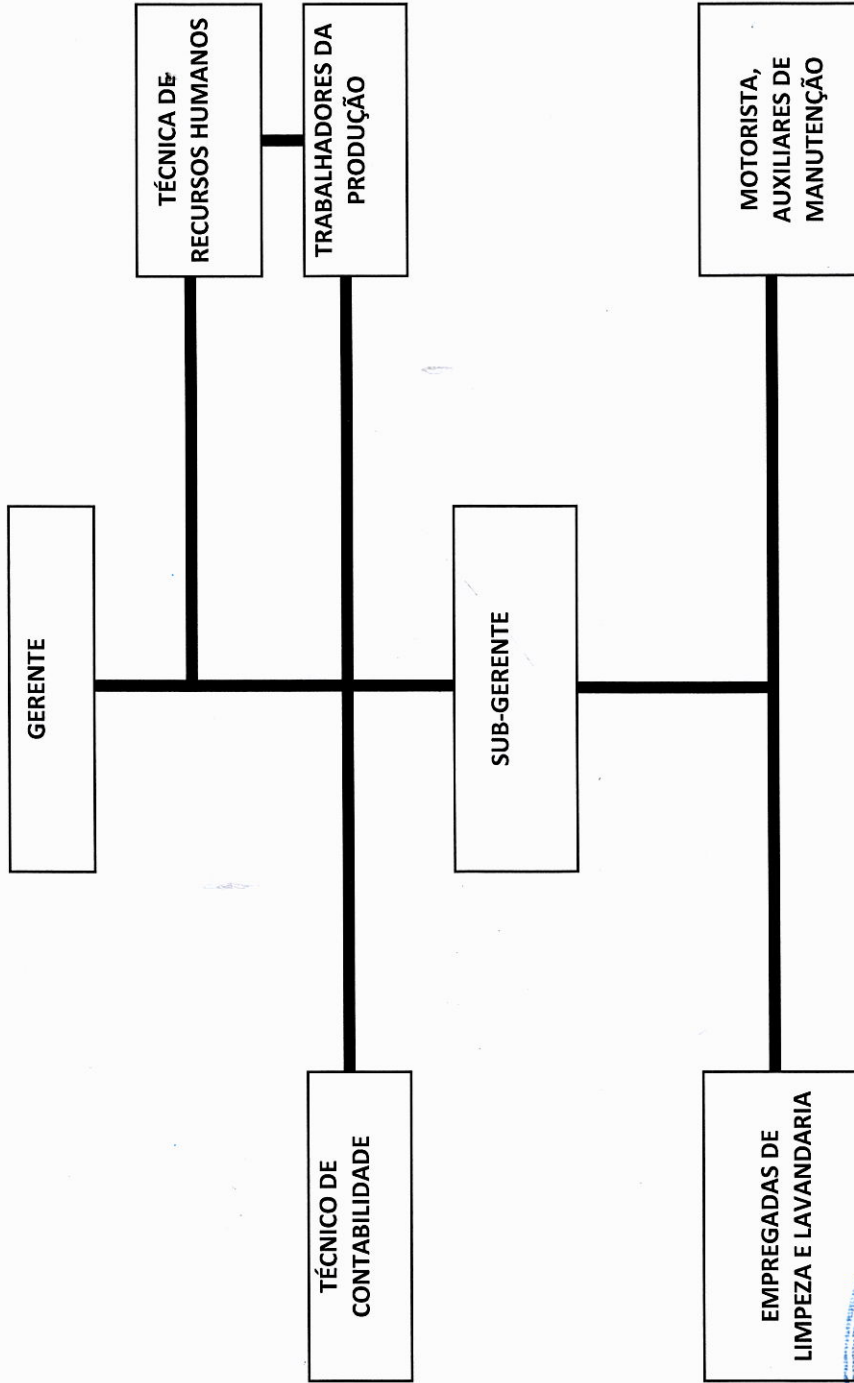 GERENTE
TÉCNICA DE
RECURSOS HUMANOS
TRABALHADORES DA
PRODUÇÃO
TÉCNICO DE
CONTABILIDADE
SUB-GERENTE
EMPREGADAS DE
LIMPEZA E LAVANDARIA
MOTORISTA,
AUXILIARES DE
MANUTENÇÃO